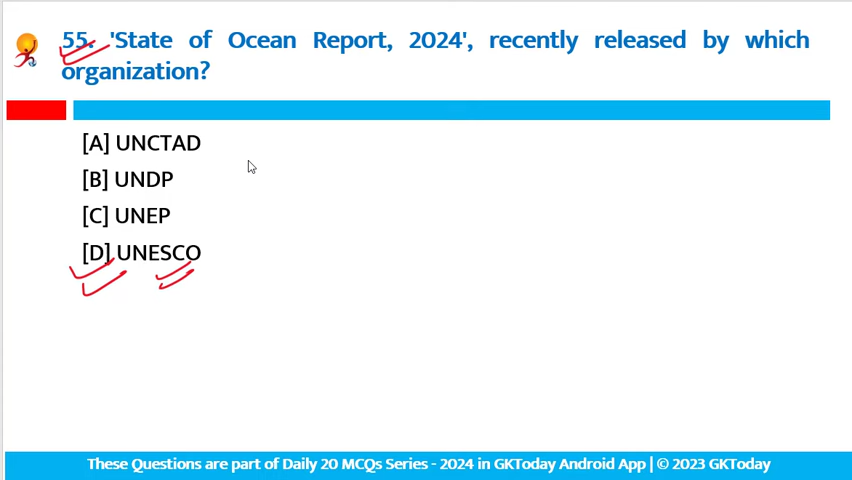 55. 'State of Ocean Report, 2024', recently released by which
organization?
[A] UNCTAD
[B] UNDP
[C] UNEP
[D] UNESCO
These Questions are part of Daily 20 MCQs Series - 2024 in GKToday Android App | © 2023 GKToday